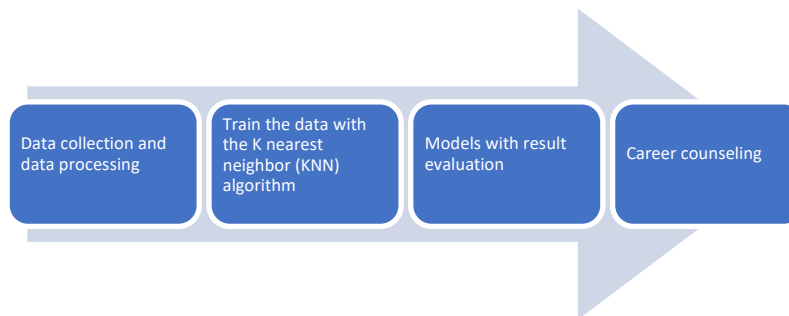 Data collection and
data processing
Train the data with
the K nearest
neighbor (KNN)
algorithm
Models with result
evaluation
Career counseling